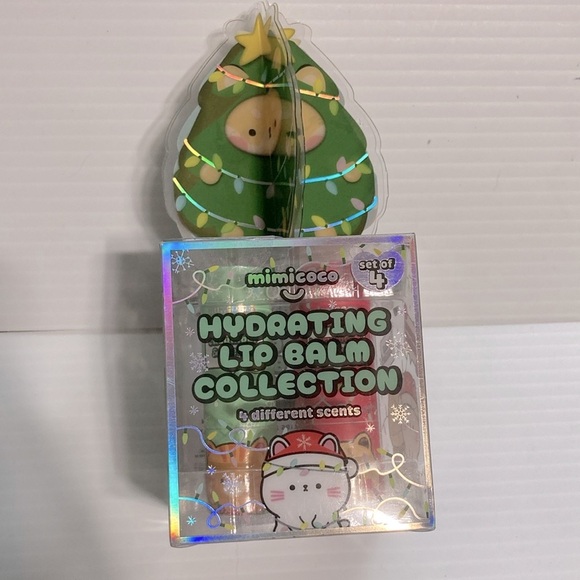 mimicoco
set of
4
HYDRATING
LIP BALM
COLLECTION
4 different scents